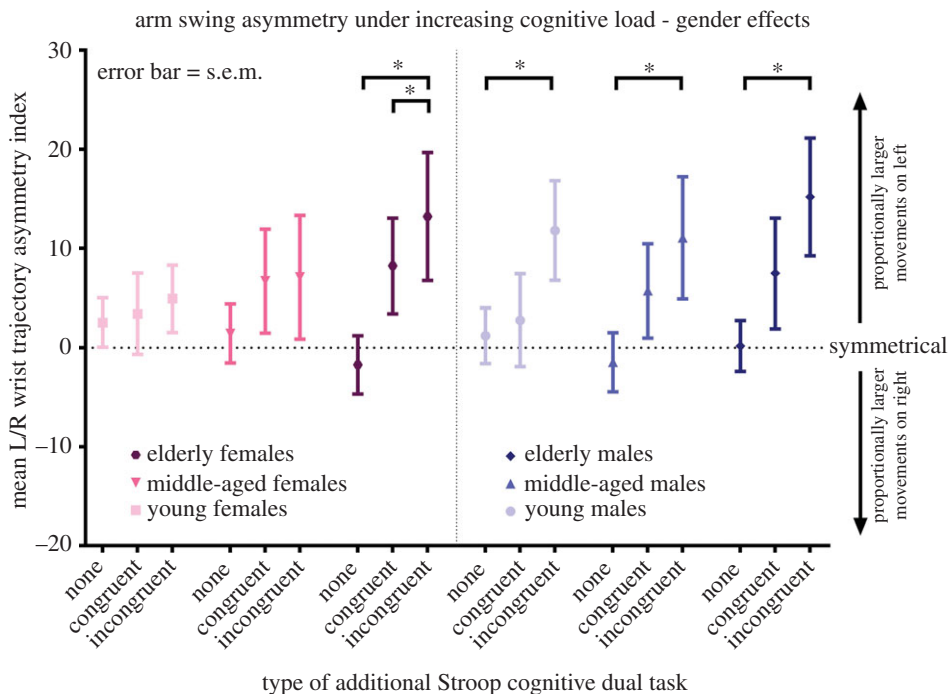 arm swing asymmetry under increasing cognitive load - gender effects
mean L/R wrist trajectory asymmetry index
30
20
10
0
–10
–20
error bar = s.e.m.
*
*
*
*
*
elderly females
middle-aged females
young females
elderly males
middle-aged males
young males
proportionally larger
movements on left
symmetrical
proportionally larger
movements on right
none
congruent
incongruent
none
congruent
incongruent
none
congruent
incongruent
none
congruent
incongruent
none
congruent
incongruent
none
congruent
incongruent
type of additional Stroop cognitive dual task